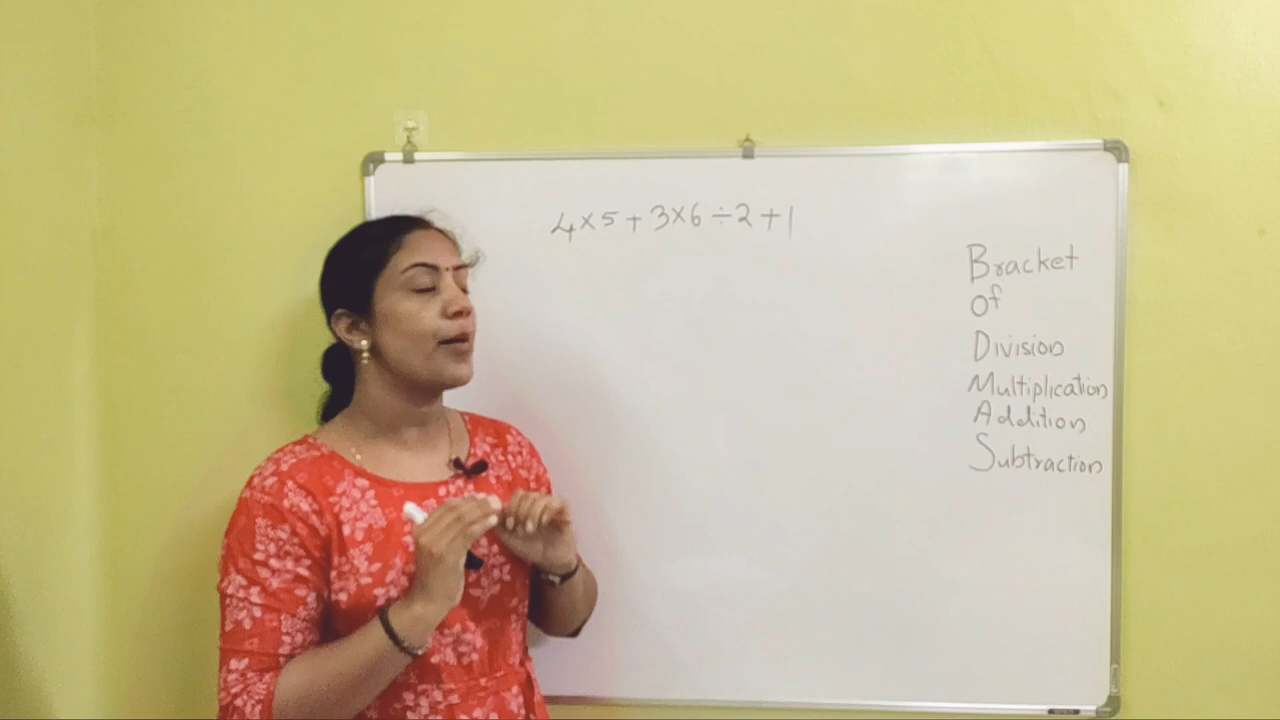 4×5+3×6÷2+1
Bracket
Of
Division
Multiplication
Addition
Subtraction